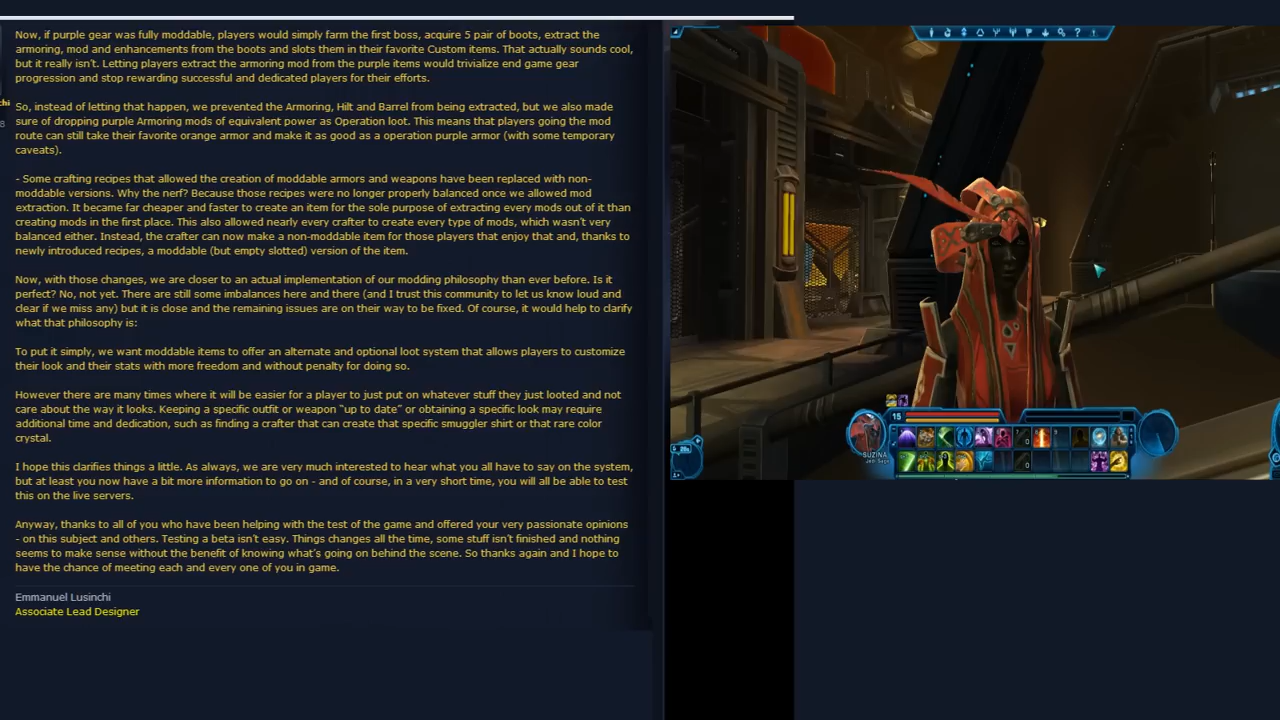 Now, if purple gear was fully moddable, players would simply farm the first boss, acquire 5 pair of boots, extract the
armoring, mod and enhancements from the boots and slots them in their favorite Custom items. That actually sounds cool,
but it really isn't. Letting players extract the armoring mod from the purple items would trivialize end game gear
progression and stop rewarding successful and dedicated players for their efforts.
So, instead of letting that happen, we prevented the Armoring, Hilt and Barrel from being extracted, but we also made
sure of dropping purple Armoring mods of equivalent power as Operation loot. This means that players going the mod
route can still take their favorite orange armor and make it as good as a operation purple armor (with some temporary
caveats).
- Some crafting recipes that allowed the creation of moddable armors and weapons have been replaced with non-
moddable versions. Why the nerf? Because those recipes were no longer properly balanced once we allowed mod
extraction. It became far cheaper and faster to create an item for the sole purpose of extracting every mods out of it than
creating mods in the first place. This also allowed nearly every crafter to create every type of mods, which wasn't very
balanced either. Instead, the crafter can now make a non-moddable item for those players that enjoy that and, thanks to
newly introduced recipes, a moddable (but empty slotted) version of the item.
Now, with those changes, we are closer to an actual implementation of our modding philosophy than ever before. Is it
perfect? No, not yet. There are still some imbalances here and there (and I trust this community to let us know loud and
clear if we miss any) but it is close and the remaining issues are on their way to be fixed. Of course, it would help to clarify
what that philosophy is:
To put it simply, we want moddable items to offer an alternate and optional loot system that allows players to customize
their look and their stats with more freedom and without penalty for doing so.
However there are many times where it will be easier for a player to just put on whatever stuff they just looted and not
care about the way it looks. Keeping a specific outfit or weapon “up to date” or obtaining a specific look may require
additional time and dedication, such as finding a crafter that can create that specific smuggler shirt or that rare color
crystal.
I hope this clarifies things a little. As always, we are very much interested to hear what you all have to say on the system,
but at least you now have a bit more information to go on - and of course, in a very short time, you will all be able to test
this on the live servers.
Anyway, thanks to all of you who have been helping with the test of the game and offered your very passionate opinions
- on this subject and others. Testing a beta isn't easy. Things changes all the time, some stuff isn't finished and nothing
seems to make sense without the benefit of knowing what's going on behind the scene. So thanks again and I hope to
have the chance of meeting each and every one of you in game.
Emmanuel Lusinchi
Associate Lead Designer
chi
8
15
SUZINA
Jedi Sage
0
0